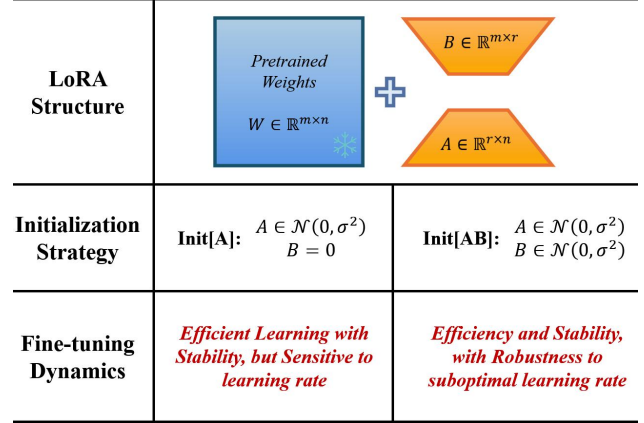 LoRA
Structure
Pretrained
Weights
W ∈ ℝ^{m×n}
B ∈ ℝ^{m×r}
A ∈ ℝ^{r×n}
Initialization
Strategy
Init[A]: A ∈ 𝒩(0, σ²)
B = 0
Init[AB]: A ∈ 𝒩(0, σ²)
B ∈ 𝒩(0, σ²)
Fine-tuning
Dynamics
Efficient Learning with
Stability, but Sensitive to
learning rate
Efficiency and Stability,
with Robustness to
suboptimal learning rate